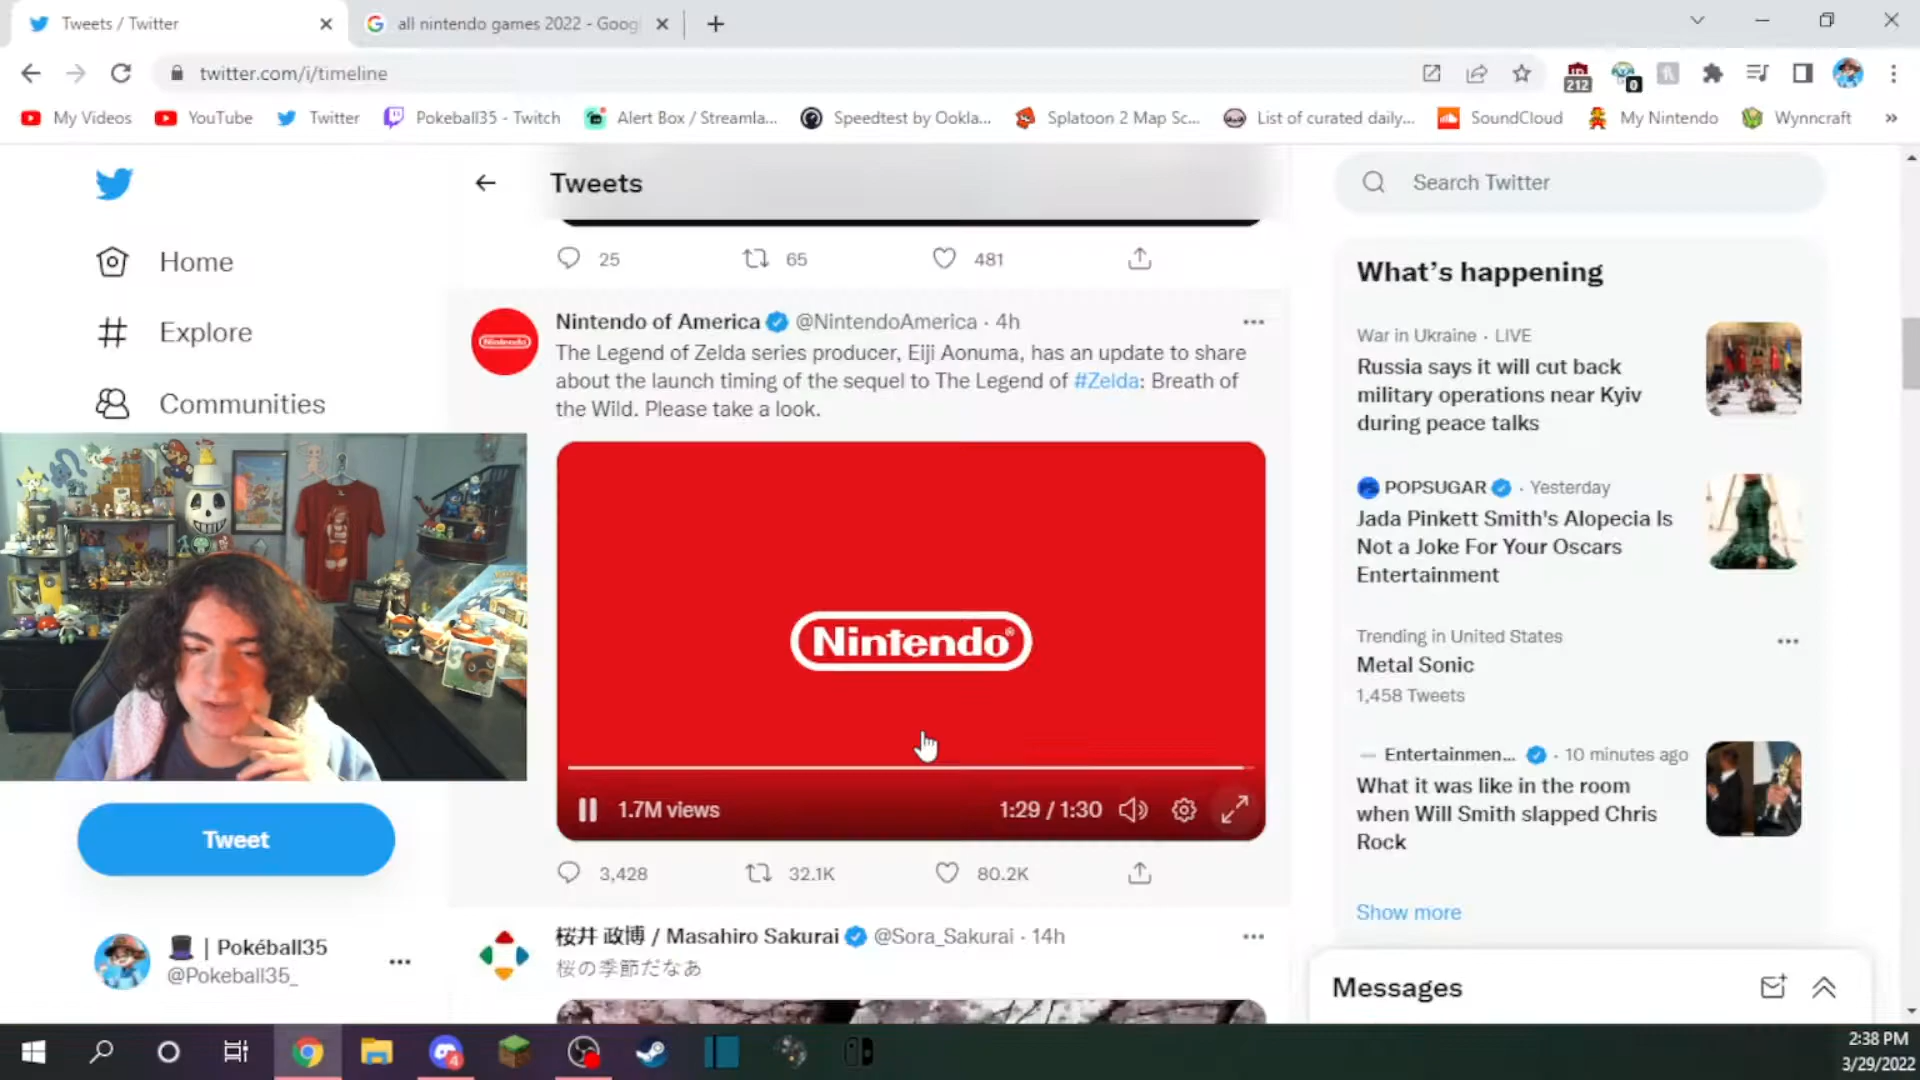 Tweets / Twitter
all nintendo games 2022 - Goog
twitter.com/i/timeline
212
0
My Videos
YouTube
Twitter
Pokeball35 - Twitch
Alert Box / Streamla...
Speedtest by Ookla...
Splatoon 2 Map Sc...
List of curated daily...
SoundCloud
My Nintendo
Wynncraft
»
Home
Explore
Communities
Tweet
| Pokéball35
@Pokeball35_
Tweets
25
65
481
Nintendo
Nintendo of America @NintendoAmerica · 4h
The Legend of Zelda series producer, Eiji Aonuma, has an update to share
about the launch timing of the sequel to The Legend of #Zelda: Breath of
the Wild. Please take a look.
Nintendo®
1.7M views
1:29 / 1:30
3,428
32.1K
80.2K
桜井 政博 / Masahiro Sakurai @Sora_Sakurai · 14h
桜の季節だなあ
Search Twitter
What's happening
War in Ukraine · LIVE
Russia says it will cut back
military operations near Kyiv
during peace talks
POPSUGAR · Yesterday
Jada Pinkett Smith's Alopecia Is
Not a Joke For Your Oscars
Entertainment
Trending in United States
Metal Sonic
1,458 Tweets
Entertainmen... · 10 minutes ago
What it was like in the room
when Will Smith slapped Chris
Rock
Show more
Messages
4
2:38 PM
3/29/2022